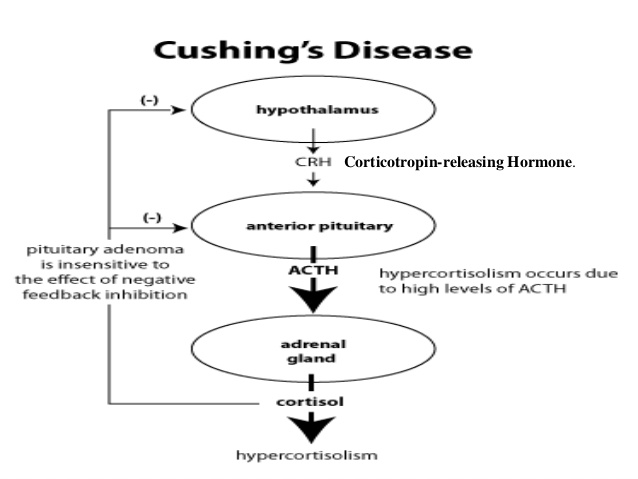 Cushing's Disease
(-)
hypothalamus
CRH Corticotropin-releasing Hormone.
(-)
anterior pituitary
pituitary adenoma
is insensitive to
the effect of negative
feedback inhibition
ACTH
hypercortisolism occurs due
to high levels of ACTH
adrenal
gland
cortisol
hypercortisolism